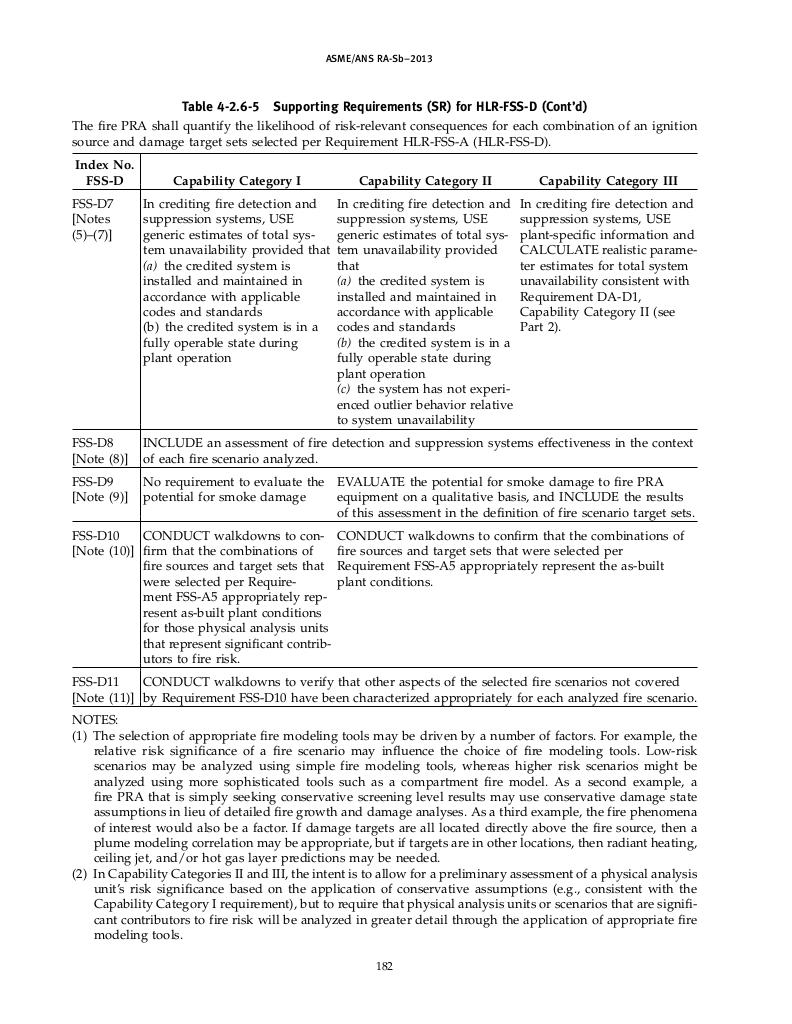 ASME/ANS RA-Sb–2013
Table 4-2.6-5 Supporting Requirements (SR) for HLR-FSS-D (Cont'd)
The fire PRA shall quantify the likelihood of risk-relevant consequences for each combination of an ignition
source and damage target sets selected per Requirement HLR-FSS-A (HLR-FSS-D).
Index No.
FSS-D
Capability Category I
Capability Category II
Capability Category III
FSS-D7
[Notes
(5)–(7)]
In crediting fire detection and
suppression systems, USE
generic estimates of total sys-
tem unavailability provided that
(a) the credited system is
installed and maintained in
accordance with applicable
codes and standards
(b) the credited system is in a
fully operable state during
plant operation
In crediting fire detection and
suppression systems, USE
generic estimates of total sys-
tem unavailability provided
that
(a) the credited system is
installed and maintained in
accordance with applicable
codes and standards
(b) the credited system is in a
fully operable state during
plant operation
(c) the system has not experi-
enced outlier behavior relative
to system unavailability
In crediting fire detection and
suppression systems, USE
plant-specific information and
CALCULATE realistic parame-
ter estimates for total system
unavailability consistent with
Requirement DA-D1,
Capability Category II (see
Part 2).
FSS-D8
[Note (8)]
INCLUDE an assessment of fire detection and suppression systems effectiveness in the context
of each fire scenario analyzed.
FSS-D9
[Note (9)]
No requirement to evaluate the
potential for smoke damage
EVALUATE the potential for smoke damage to fire PRA
equipment on a qualitative basis, and INCLUDE the results
of this assessment in the definition of fire scenario target sets.
FSS-D10
[Note (10)]
CONDUCT walkdowns to con-
firm that the combinations of
fire sources and target sets that
were selected per Require-
ment FSS-A5 appropriately rep-
resent as-built plant conditions
for those physical analysis units
that represent significant contrib-
utors to fire risk.
CONDUCT walkdowns to confirm that the combinations of
fire sources and target sets that were selected per
Requirement FSS-A5 appropriately represent the as-built
plant conditions.
FSS-D11
[Note (11)]
CONDUCT walkdowns to verify that other aspects of the selected fire scenarios not covered
by Requirement FSS-D10 have been characterized appropriately for each analyzed fire scenario.
NOTES:
(1) The selection of appropriate fire modeling tools may be driven by a number of factors. For example, the
relative risk significance of a fire scenario may influence the choice of fire modeling tools. Low-risk
scenarios may be analyzed using simple fire modeling tools, whereas higher risk scenarios might be
analyzed using more sophisticated tools such as a compartment fire model. As a second example, a
fire PRA that is simply seeking conservative screening level results may use conservative damage state
assumptions in lieu of detailed fire growth and damage analyses. As a third example, the fire phenomena
of interest would also be a factor. If damage targets are all located directly above the fire source, then a
plume modeling correlation may be appropriate, but if targets are in other locations, then radiant heating,
ceiling jet, and/or hot gas layer predictions may be needed.
(2) In Capability Categories II and III, the intent is to allow for a preliminary assessment of a physical analysis
unit's risk significance based on the application of conservative assumptions (e.g., consistent with the
Capability Category I requirement), but to require that physical analysis units or scenarios that are signifi-
cant contributors to fire risk will be analyzed in greater detail through the application of appropriate fire
modeling tools.
182